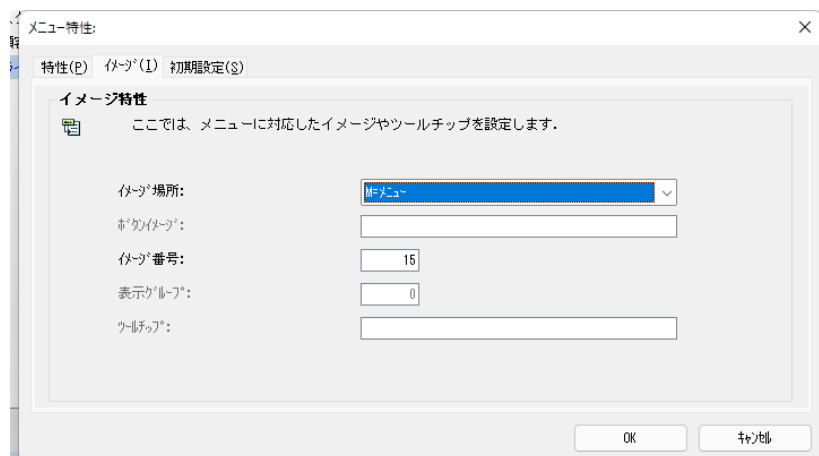 メニュー特性:
特性(P) ｲﾒｰｼﾞ(I) 初期設定(S)
イメージ特性
ここでは、メニューに対応したイメージやツールチップを設定します.
ｲﾒｰｼﾞ場所: M=ﾒﾆｭｰ
ﾎﾞﾀﾝｲﾒｰｼﾞ:
ｲﾒｰｼﾞ番号: 15
表示ｸﾞﾙｰﾌﾟ: 0
ﾂｰﾙﾁｯﾌﾟ:
OK ｷｬﾝｾﾙ